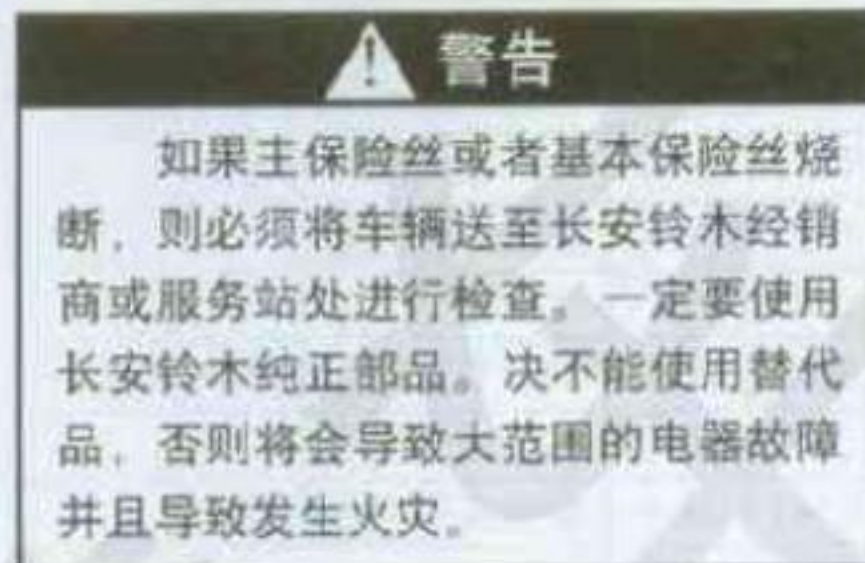 警告
如果主保险丝或者基本保险丝烧
断，则必须将车辆送至长安铃木经销
商或服务站处进行检查。一定要使用
长安铃木纯正部品。决不能使用替代
品，否则将会导致大范围的电器故障
并且导致发生火灾。